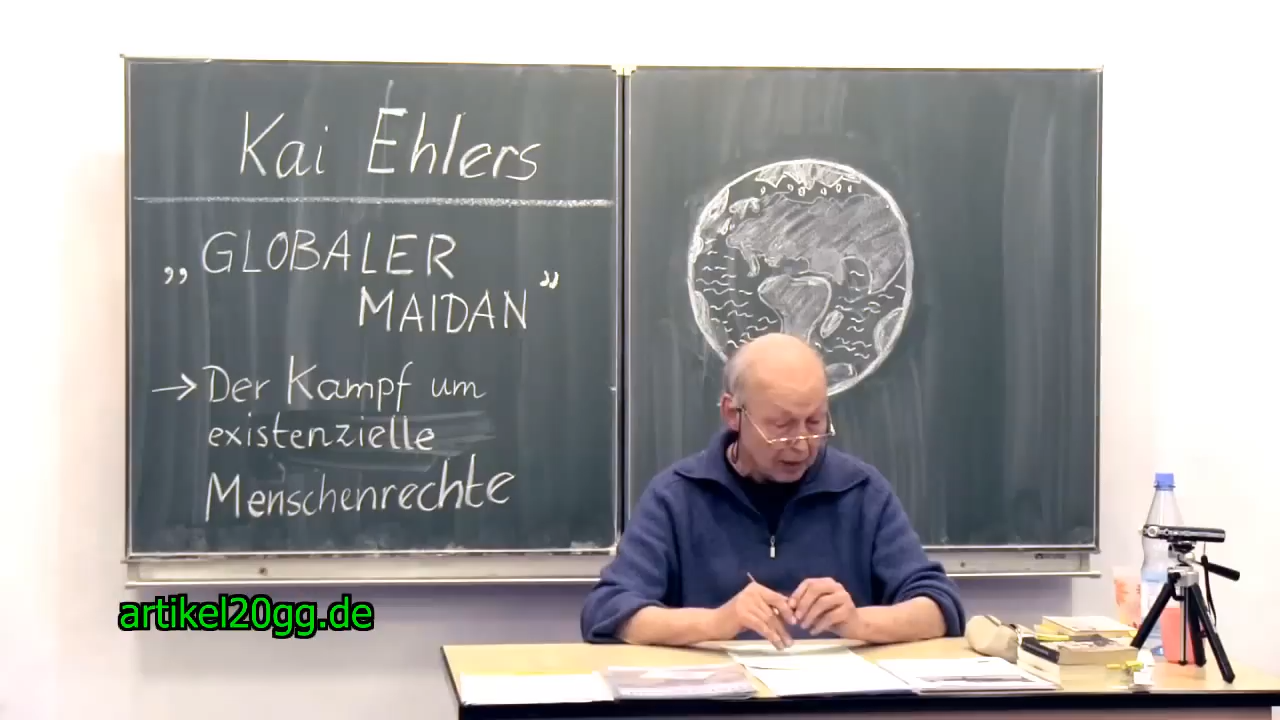 Kai Ehlers
„GLOBALER
MAIDAN"
→ Der Kampf um
existenzielle
Menschenrechte
artikel20gg.de